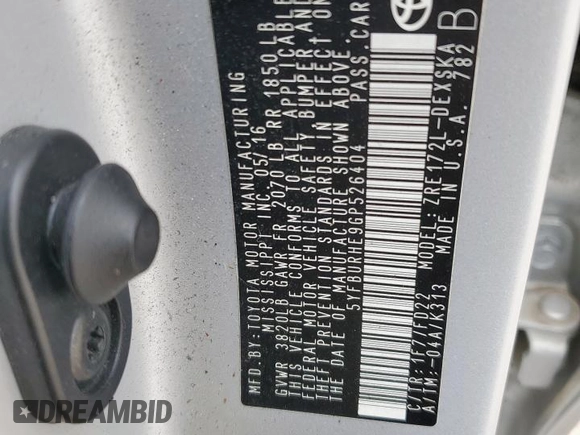 MFD.BY:TOYOTA MOTOR MANUFACTURING
MISSISSIPPI INC. 05/16
GVWR 3820LB GAWR FR 2070 LB RR 1850 LB
THIS VEHICLE CONFORMS TO ALL APPLICABLE
FEDERAL MOTOR VEHICLE SAFETY BUMPER AND
THEFT PREVENTION STANDARDS IN EFFECT ON
THE DATE OF MANUFACTURE SHOWN ABOVE.
5YFBURHE9GP526404 PASS.CAR
C/TR:1F7/FD22 MODEL:ZRE172L-DEXSKA
A/TM:-04A/K313 MADE IN U.S.A. 782
B
DREAMBID